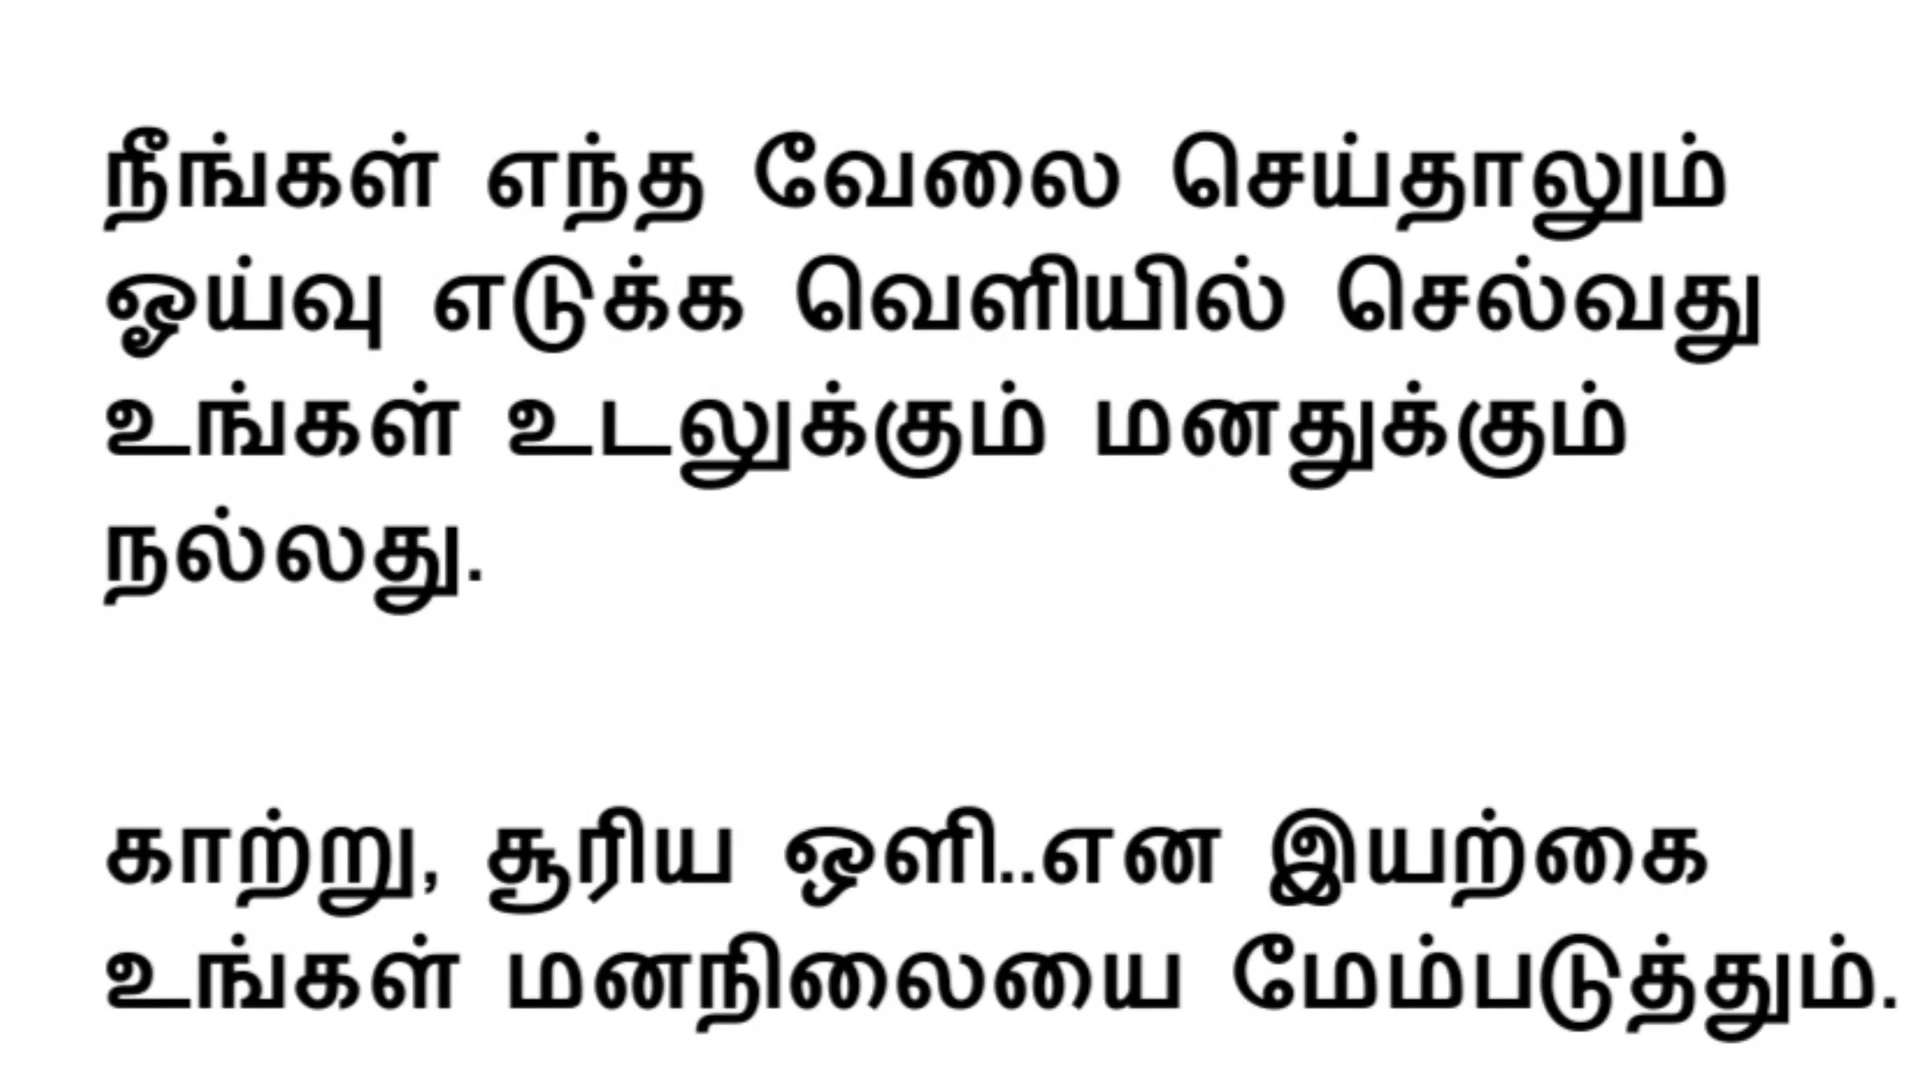 நீங்கள் எந்த வேலை செய்தாலும்
ஓய்வு எடுக்க வெளியில் செல்வது
உங்கள் உடலுக்கும் மனதுக்கும்
நல்லது.
காற்று, சூரிய ஒளி..என இயற்கை
உங்கள் மனநிலையை மேம்படுத்தும்.